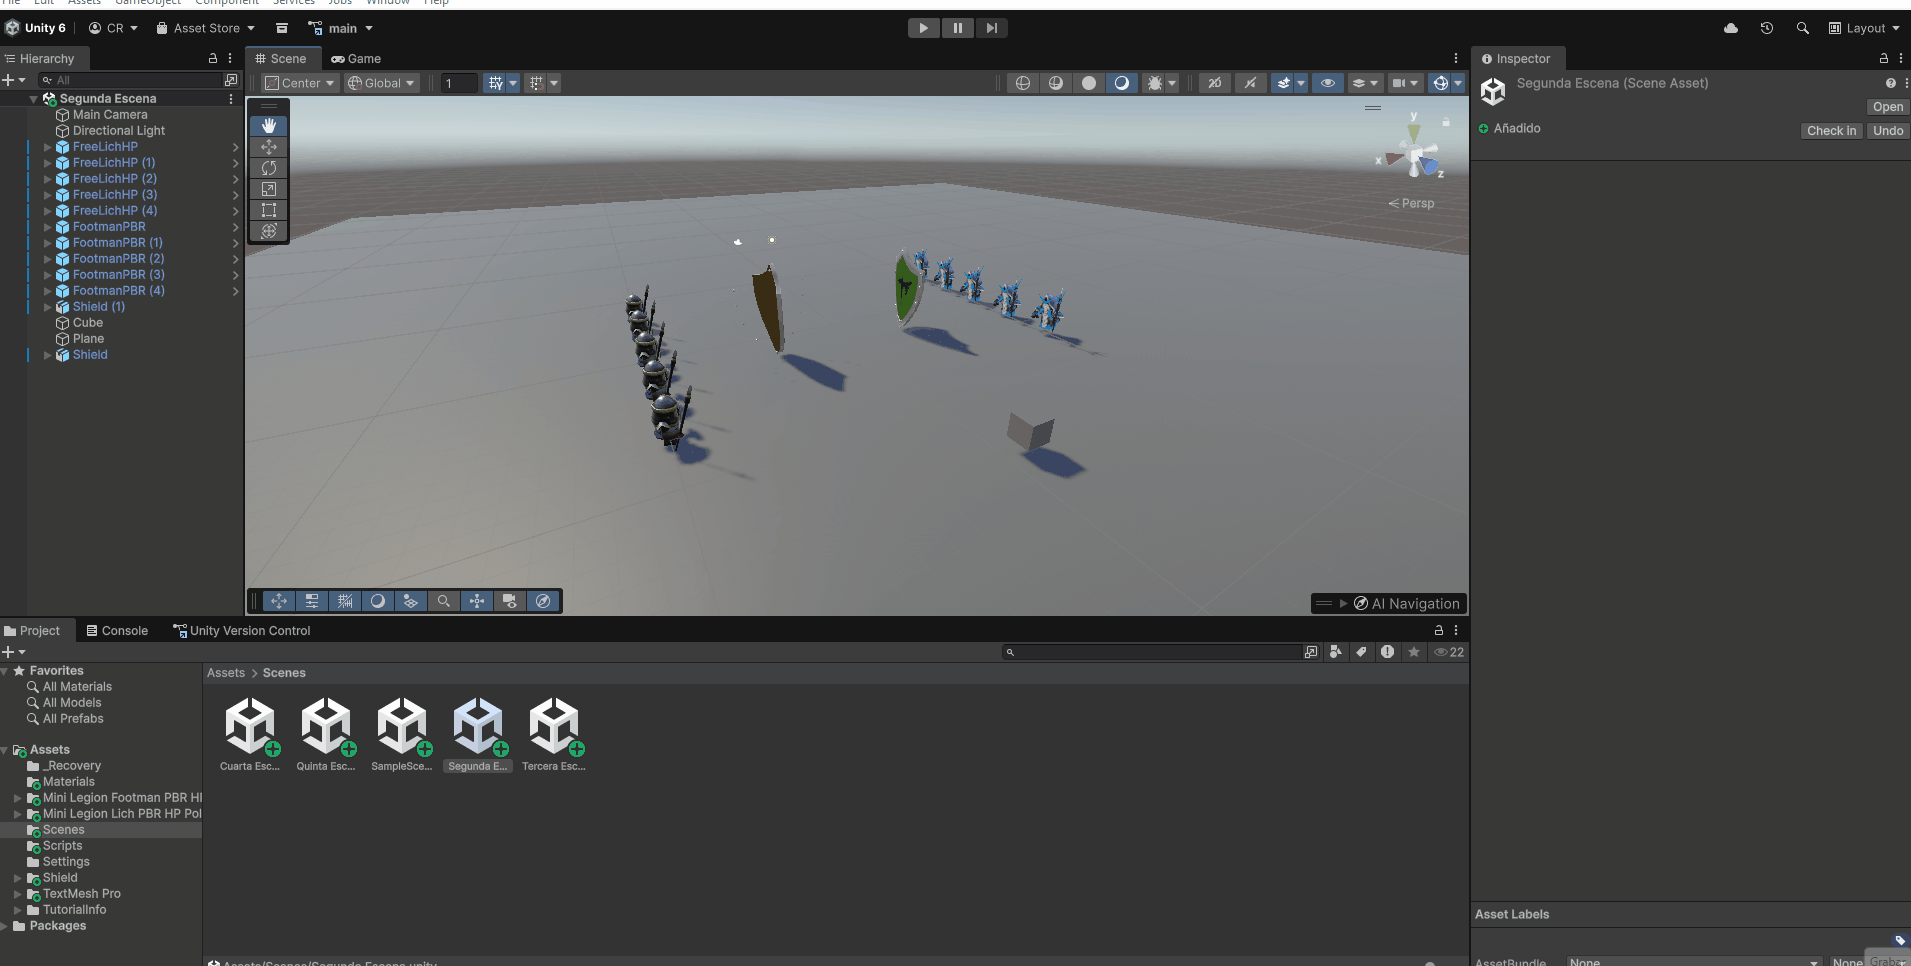 File Edit Assets GameObject Component Services Jobs Window Help
Unity 6 CR Asset Store main Layout
Hierarchy
All
Segunda Escena
Main Camera
Directional Light
FreeLichHP
FreeLichHP (1)
FreeLichHP (2)
FreeLichHP (3)
FreeLichHP (4)
FootmanPBR
FootmanPBR (1)
FootmanPBR (2)
FootmanPBR (3)
FootmanPBR (4)
Shield (1)
Cube
Plane
Shield
Scene Game
Center Global 1 2D
y
x
z
Persp
AI Navigation
Inspector
Segunda Escena (Scene Asset)
Open
Añadido Check in Undo
Project Console Unity Version Control
22
Favorites
All Materials
All Models
All Prefabs
Assets
_Recovery
Materials
Mini Legion Footman PBR HP
Mini Legion Lich PBR HP Pol
Scenes
Scripts
Settings
Shield
TextMesh Pro
TutorialInfo
Packages
Assets > Scenes
Cuarta Esc... Quinta Esc... SampleSce... Segunda E... Tercera Esc...
Assets/Scenes/Segunda Escena.unity
Asset Labels
AssetBundle None None